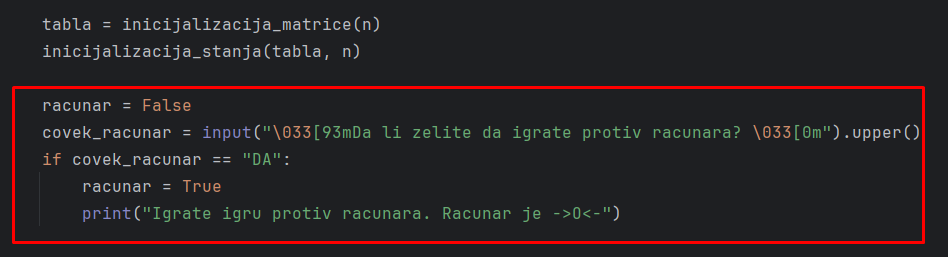 tabla = inicijalizacija_matrice(n)
inicijalizacija_stanja(tabla, n)
racunar = False
covek_racunar = input("\033[93mDa li zelite da igrate protiv racunara? \033[0m").upper()
if covek_racunar == "DA":
racunar = True
print("Igrate igru protiv racunara. Racunar je ->O<-")